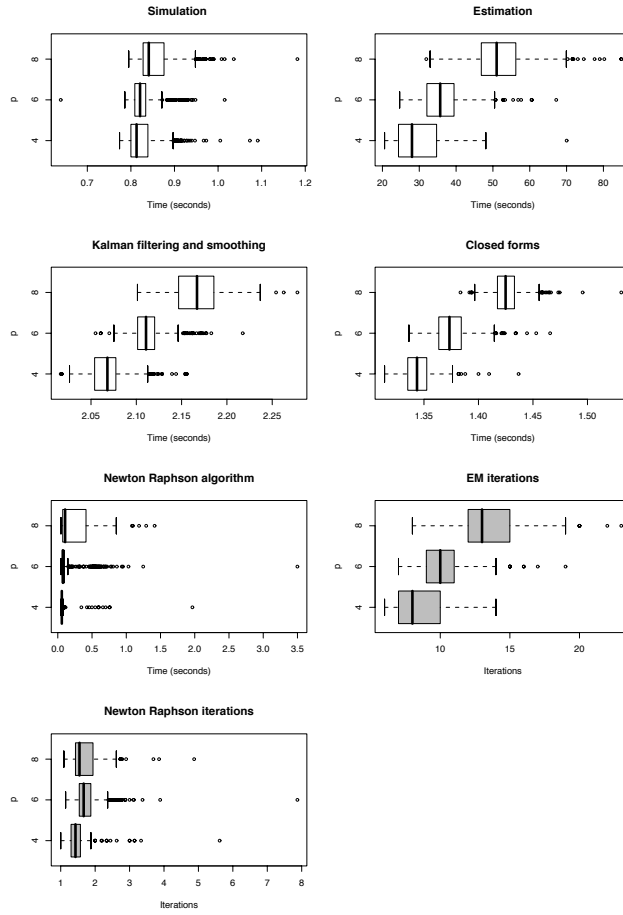 Simulation
p
8
6
4
0.7 0.8 0.9 1.0 1.1 1.2
Time (seconds)
Estimation
p
8
6
4
20 30 40 50 60 70 80
Time (seconds)
Kalman filtering and smoothing
p
8
6
4
2.05 2.10 2.15 2.20 2.25
Time (seconds)
Closed forms
p
8
6
4
1.35 1.40 1.45 1.50
Time (seconds)
Newton Raphson algorithm
p
8
6
4
0.0 0.5 1.0 1.5 2.0 2.5 3.0 3.5
Time (seconds)
EM iterations
p
8
6
4
10 15 20
Iterations
Newton Raphson iterations
p
8
6
4
1 2 3 4 5 6 7 8
Iterations